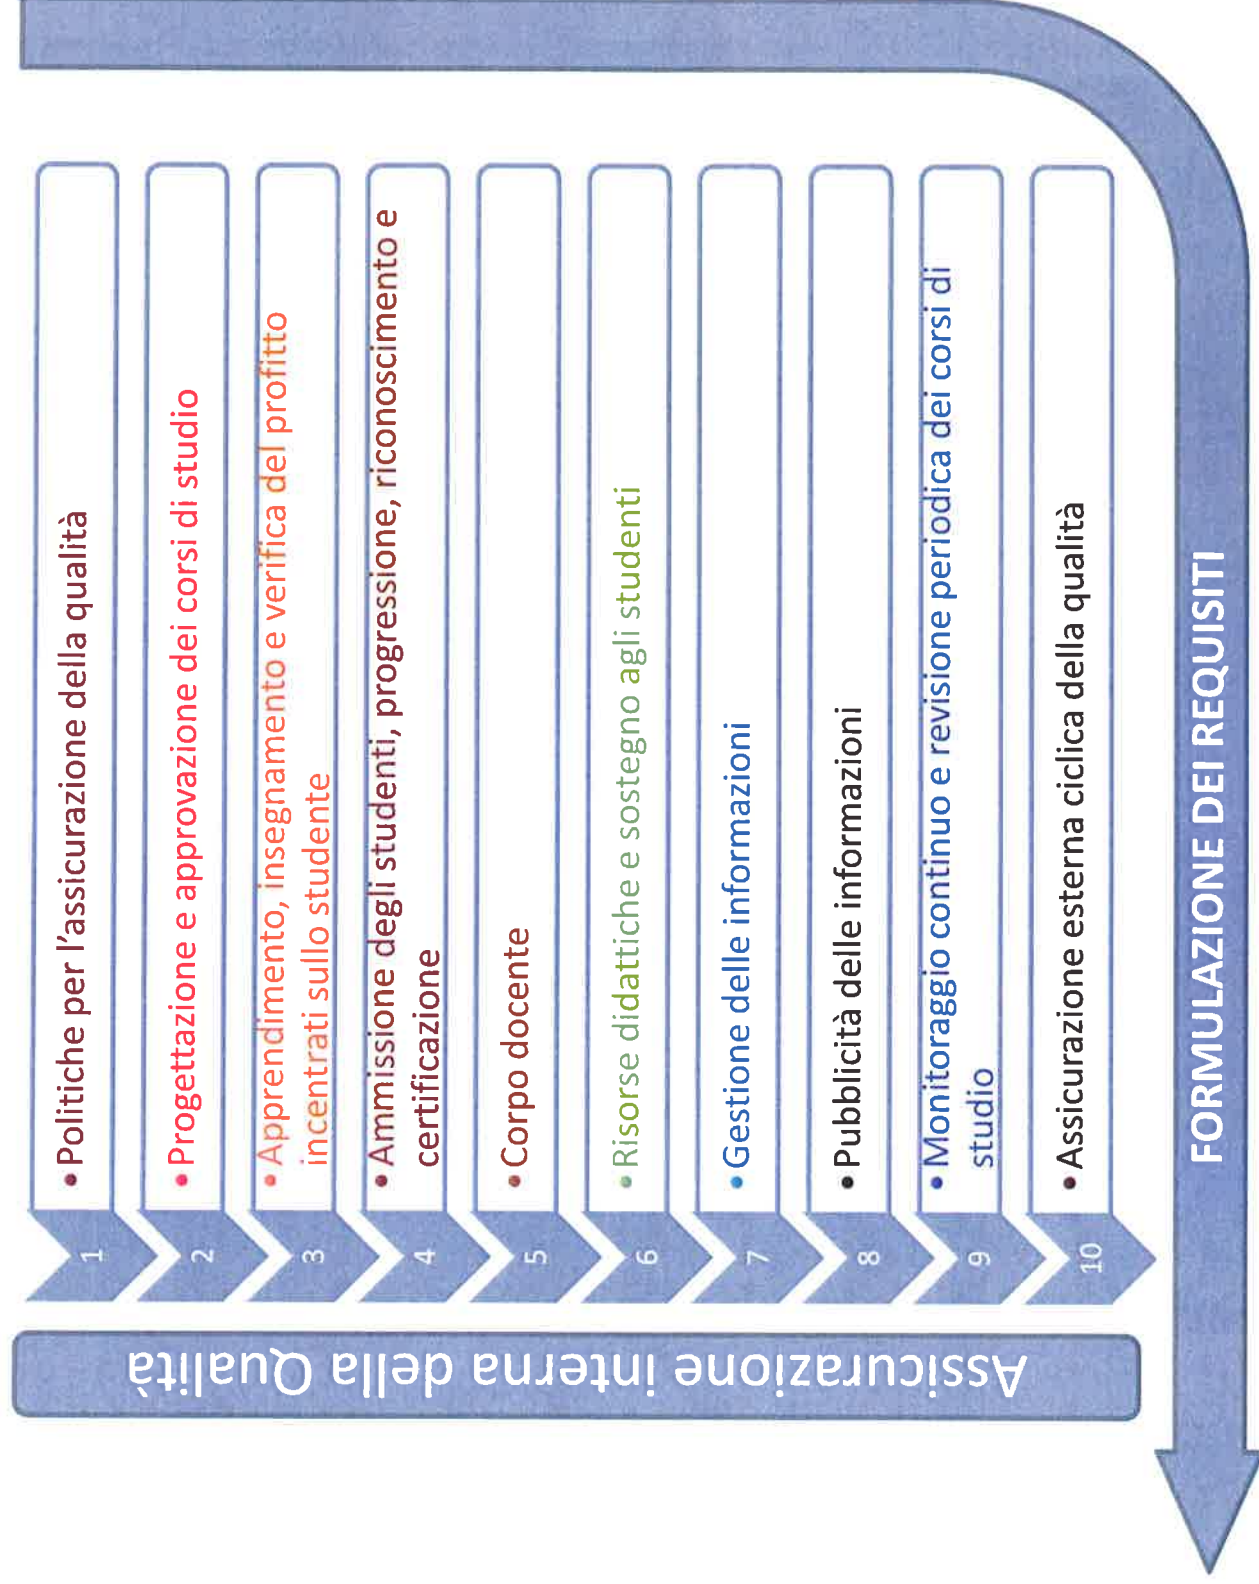 Assicurazione interna della Qualità
1
• Politiche per l'assicurazione della qualità
2
• Progettazione e approvazione dei corsi di studio
3
• Apprendimento, insegnamento e verifica del profitto
incentrati sullo studente
4
• Ammissione degli studenti, progressione, riconoscimento e
certificazione
5
• Corpo docente
6
• Risorse didattiche e sostegno agli studenti
7
• Gestione delle informazioni
8
• Pubblicità delle informazioni
9
• Monitoraggio continuo e revisione periodica dei corsi di
studio
10
• Assicurazione esterna ciclica della qualità
FORMULAZIONE DEI REQUISITI